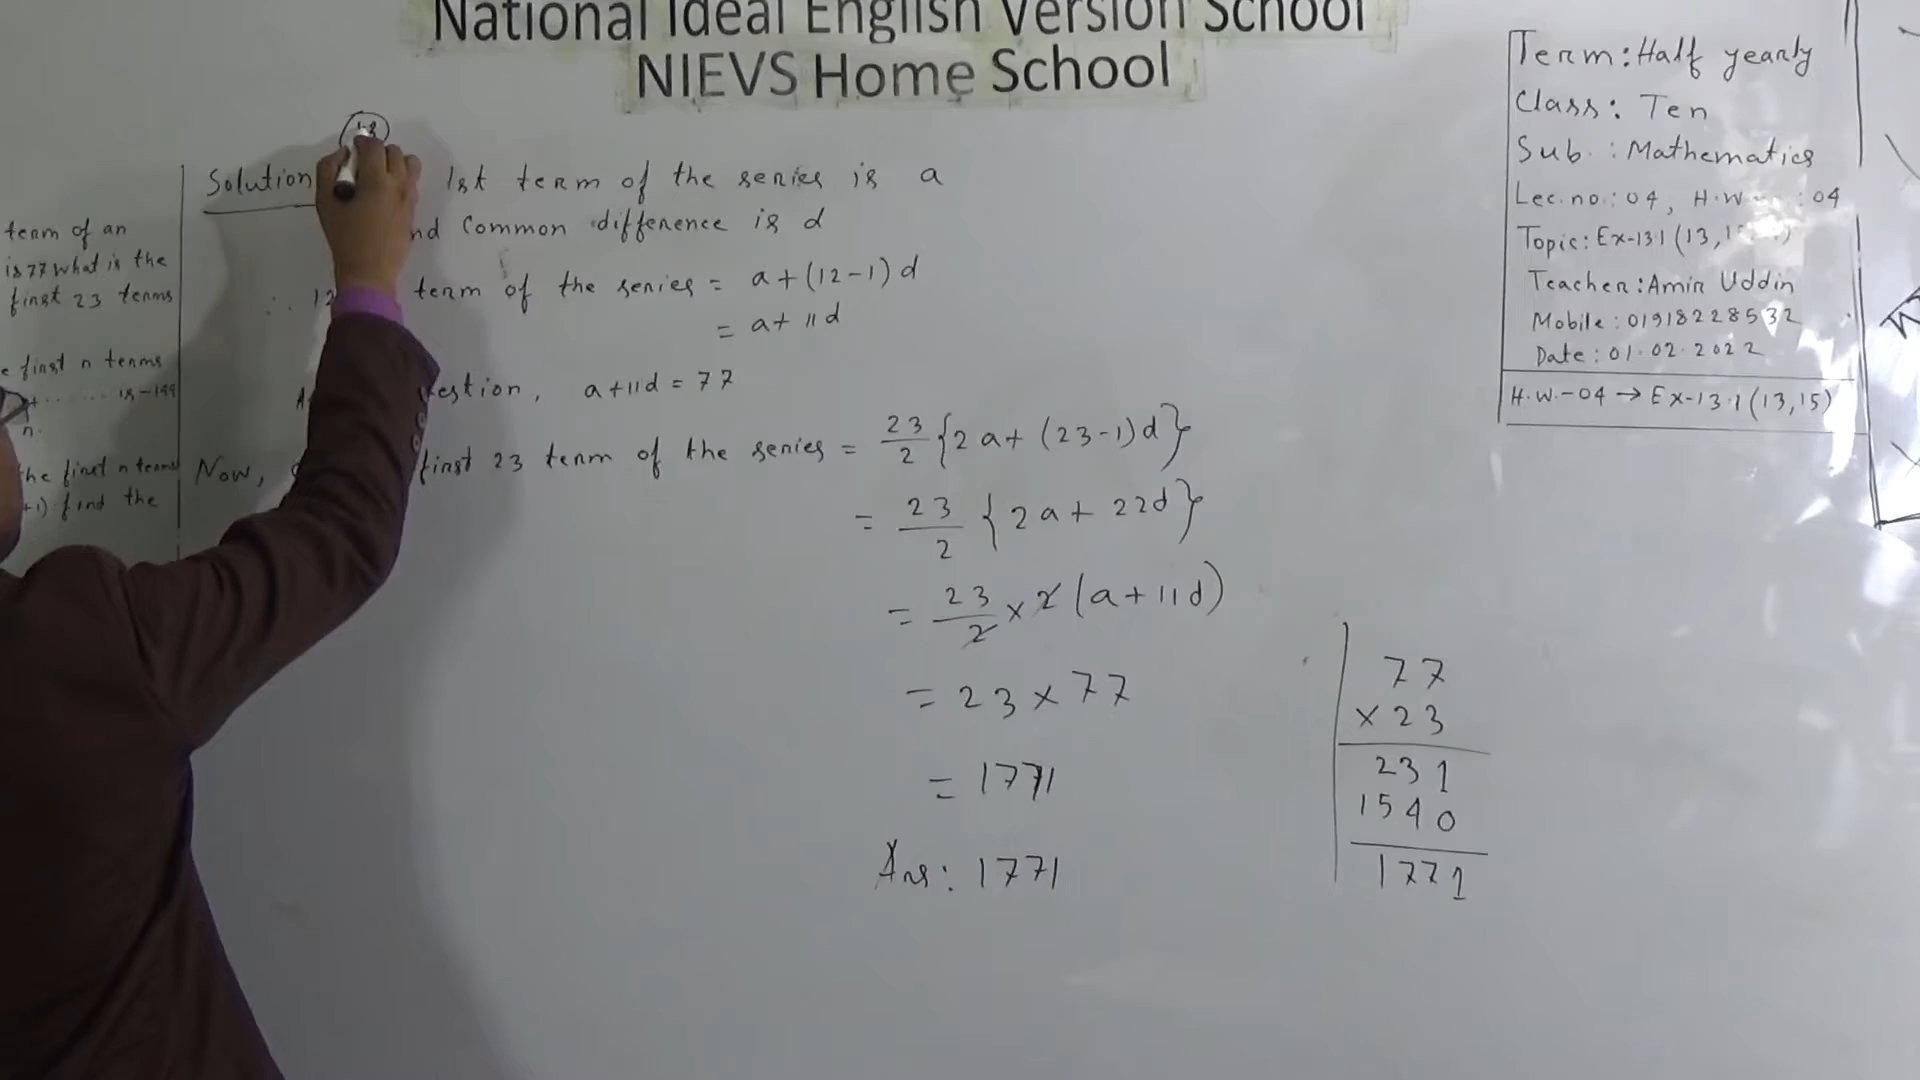 National Ideal English Version School
NIEVS Home School
Term: Half yearly
Class: Ten
Sub.: Mathematics
Lec. no.: 04, H.W : 04
Topic: Ex-13.1 (13,
Teacher: Amir Uddin
Mobile: 01918228532
Date: 01.02.2022
H.W.-04 → Ex-13.1 (13, 15)
term of an
is 77 what is the
first 23 terms
first n terms
n.
the first n terms
+1) find the
Solution
1st term of the series is a
nd common difference is d
∴ 12 term of the series = a + (12-1) d
= a + 11d
estion, a+11d = 77
Now, first 23 term of the series = 23/2 {2a + (23-1)d}
= 23/2 {2a + 22d}
= 23/2 × 2 (a + 11d)
= 23 × 77
= 1771
Ans: 1771
77
× 23
231
1540
1771